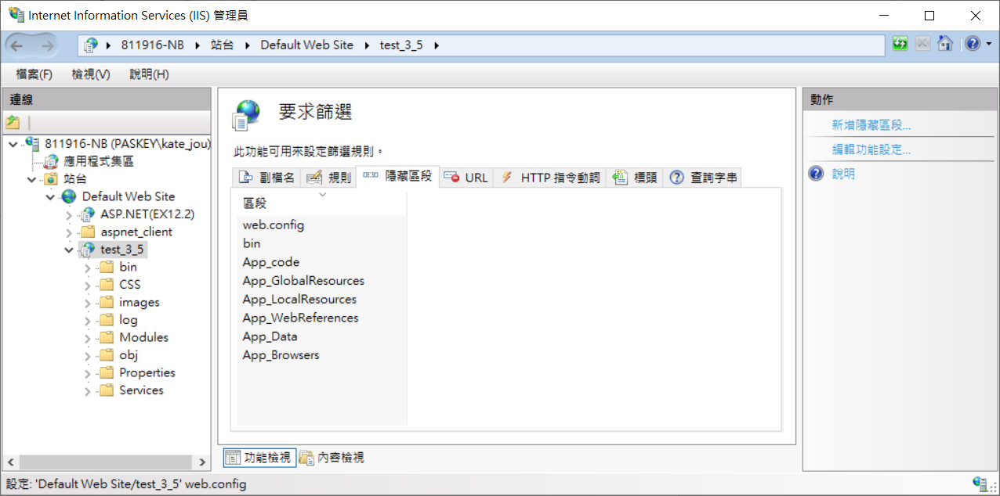 Internet Information Services (IIS) 管理員
811916-NB 站台 Default Web Site test_3_5
檔案(F) 檢視(V) 說明(H)
連線
811916-NB (PASKEY\kate_jou)
應用程式集區
站台
Default Web Site
ASP.NET(EX12.2)
aspnet_client
test_3_5
bin
CSS
images
log
Modules
obj
Properties
Services
要求篩選
此功能可用來設定篩選規則。
副檔名 規則 隱藏區段 URL HTTP 指令動詞 標頭 查詢字串
區段
web.config
bin
App_code
App_GlobalResources
App_LocalResources
App_WebReferences
App_Data
App_Browsers
功能檢視 內容檢視
動作
新增隱藏區段...
編輯功能設定...
說明
設定: 'Default Web Site/test_3_5' web.config